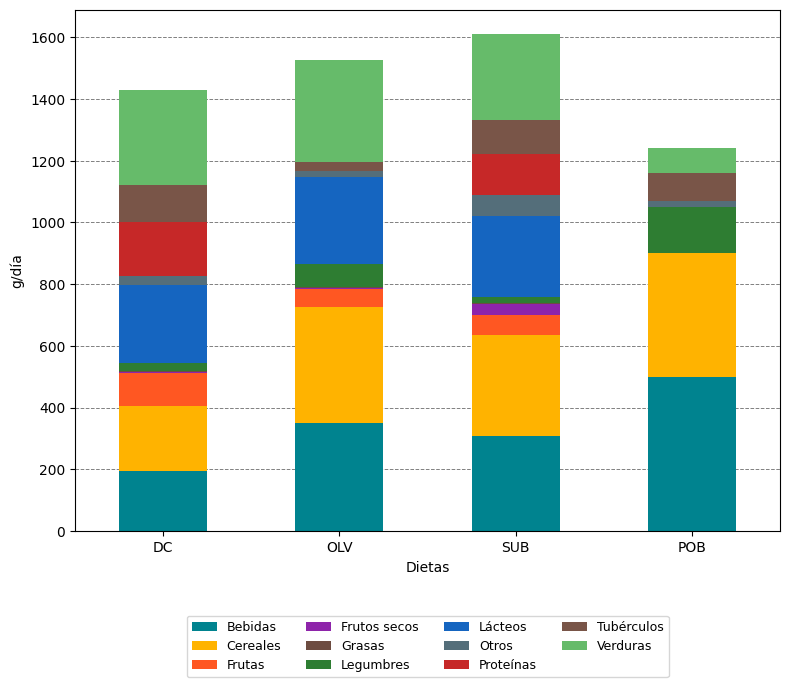 1600
1400
1200
1000
800
600
400
200
0
g/día
DC OLV SUB POB
Dietas
Bebidas Frutos secos Lácteos Tubérculos
Cereales Grasas Otros Verduras
Frutas Legumbres Proteínas